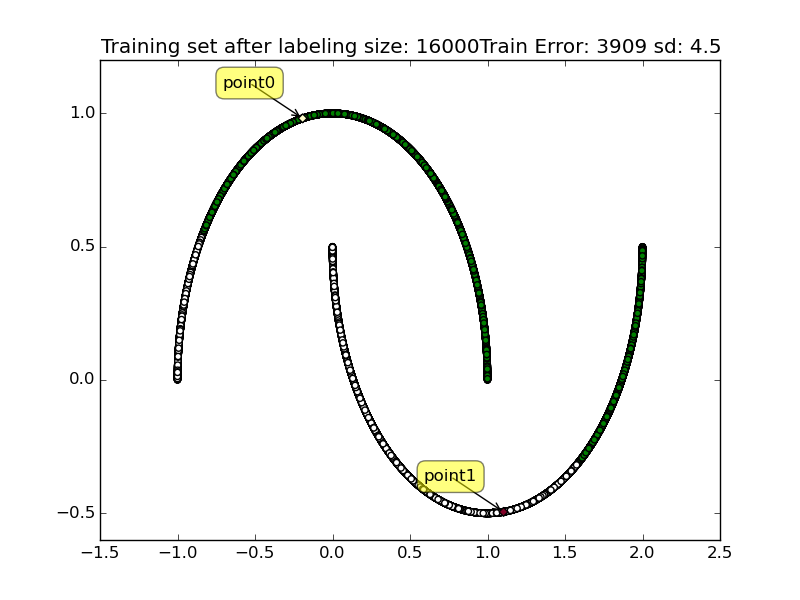 Training set after labeling size: 16000Train Error: 3909 sd: 4.5
point0
1.0
0.5
0.0
point1
−0.5
−1.5 −1.0 −0.5 0.0 0.5 1.0 1.5 2.0 2.5